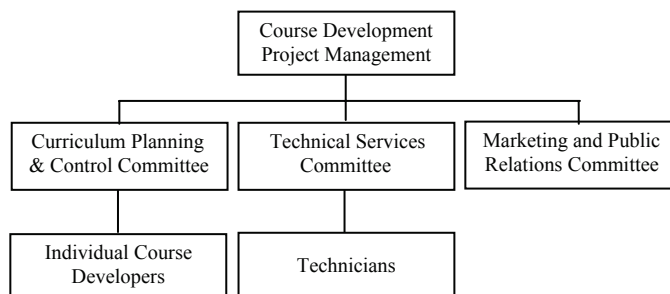 Course Development
Project Management
Curriculum Planning
& Control Committee
Technical Services
Committee
Marketing and Public
Relations Committee
Individual Course
Developers
Technicians